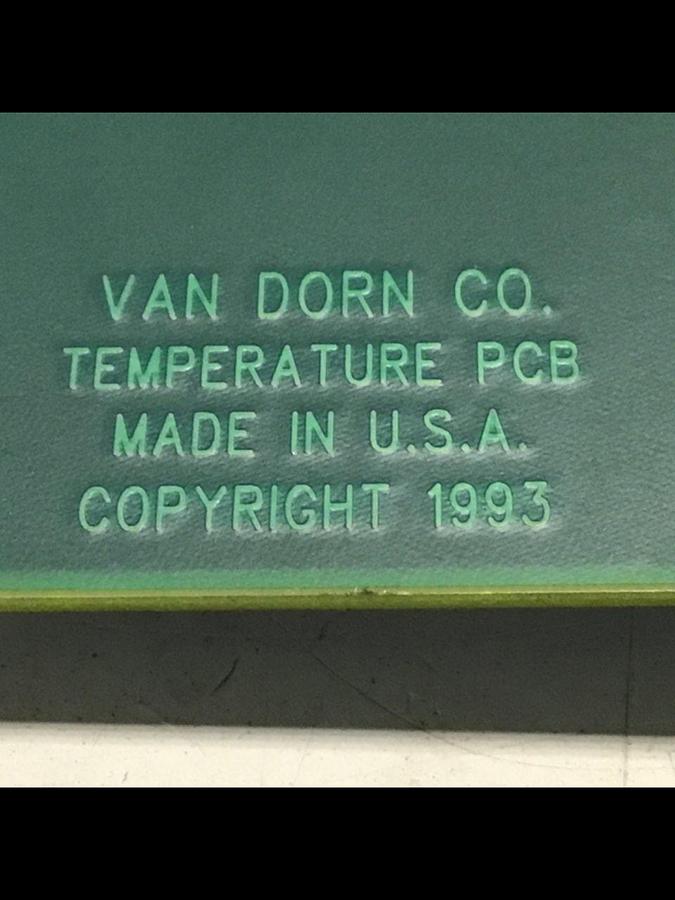 VAN DORN CO.
TEMPERATURE PCB
MADE IN U.S.A.
COPYRIGHT 1993